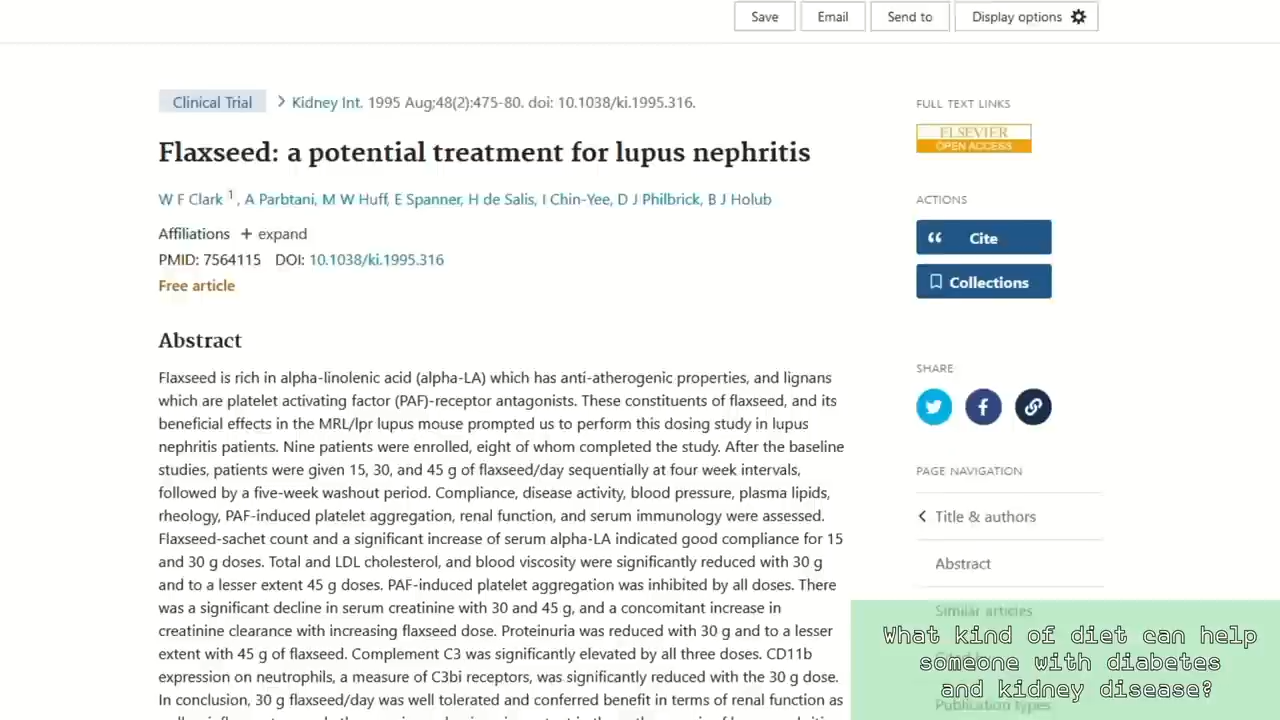 Save
Email
Send to
Display options
Clinical Trial
Kidney Int. 1995 Aug;48(2):475-80. doi: 10.1038/ki.1995.316.
Flaxseed: a potential treatment for lupus nephritis
W F Clark 1, A Parbtani, M W Huff, E Spanner, H de Salis, I Chin-Yee, D J Philbrick, B J Holub
Affiliations + expand
PMID: 7564115 DOI: 10.1038/ki.1995.316
Free article
Abstract
Flaxseed is rich in alpha-linolenic acid (alpha-LA) which has anti-atherogenic properties, and lignans
which are platelet activating factor (PAF)-receptor antagonists. These constituents of flaxseed, and its
beneficial effects in the MRL/lpr lupus mouse prompted us to perform this dosing study in lupus
nephritis patients. Nine patients were enrolled, eight of whom completed the study. After the baseline
studies, patients were given 15, 30, and 45 g of flaxseed/day sequentially at four week intervals,
followed by a five-week washout period. Compliance, disease activity, blood pressure, plasma lipids,
rheology, PAF-induced platelet aggregation, renal function, and serum immunology were assessed.
Flaxseed-sachet count and a significant increase of serum alpha-LA indicated good compliance for 15
and 30 g doses. Total and LDL cholesterol, and blood viscosity were significantly reduced with 30 g
and to a lesser extent 45 g doses. PAF-induced platelet aggregation was inhibited by all doses. There
was a significant decline in serum creatinine with 30 and 45 g, and a concomitant increase in
creatinine clearance with increasing flaxseed dose. Proteinuria was reduced with 30 g and to a lesser
extent with 45 g of flaxseed. Complement C3 was significantly elevated by all three doses. CD11b
expression on neutrophils, a measure of C3bi receptors, was significantly reduced with the 30 g dose.
In conclusion, 30 g flaxseed/day was well tolerated and conferred benefit in terms of renal function as
FULL TEXT LINKS
ELSEVIER
OPEN ACCESS
ACTIONS
Cite
Collections
SHARE
PAGE NAVIGATION
Title & authors
Abstract
Similar articles
What kind of diet can help
someone with diabetes
and kidney disease?
Publication types